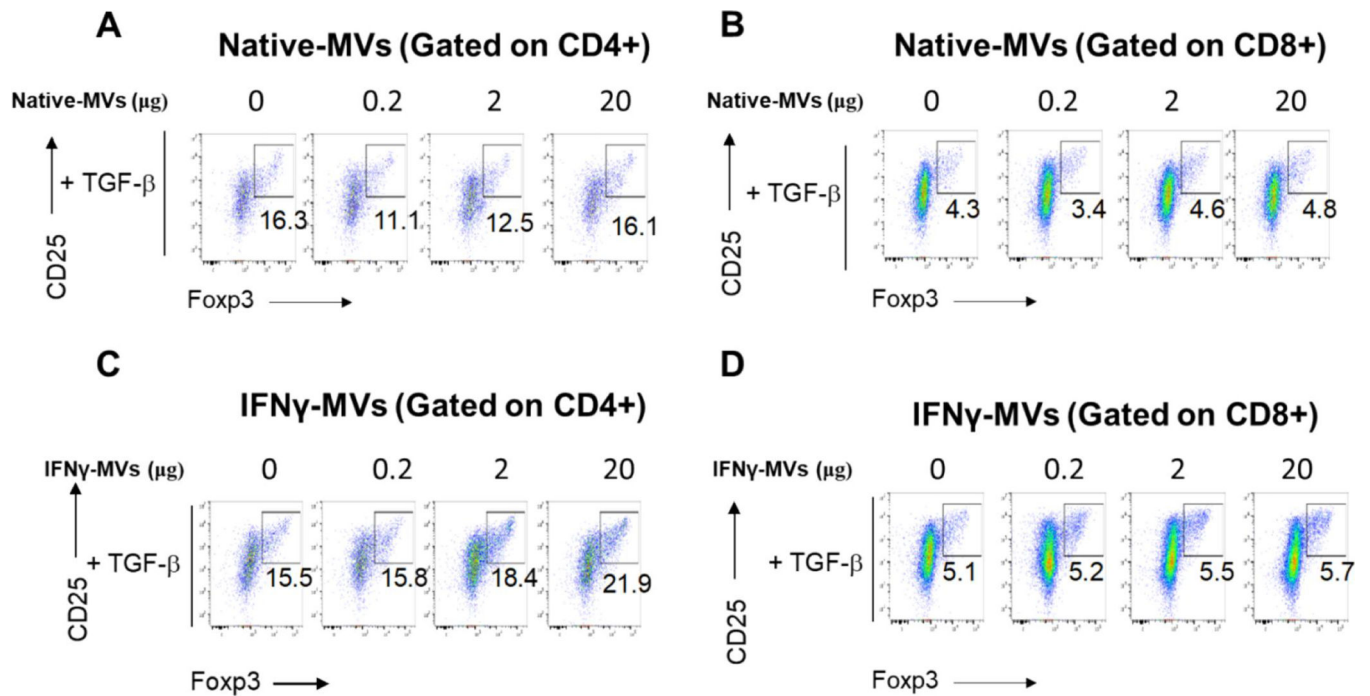 A
Native-MVs (Gated on CD4+)
Native-MVs (µg) 0 0.2 2 20
+ TGF-β
CD25
16.3 11.1 12.5 16.1
Foxp3
B
Native-MVs (Gated on CD8+)
Native-MVs (µg) 0 0.2 2 20
+ TGF-β
CD25
4.3 3.4 4.6 4.8
Foxp3
C
IFNγ-MVs (Gated on CD4+)
IFNγ-MVs (µg) 0 0.2 2 20
+ TGF-β
CD25
15.5 15.8 18.4 21.9
Foxp3
D
IFNγ-MVs (Gated on CD8+)
IFNγ-MVs (µg) 0 0.2 2 20
+ TGF-β
CD25
5.1 5.2 5.5 5.7
Foxp3